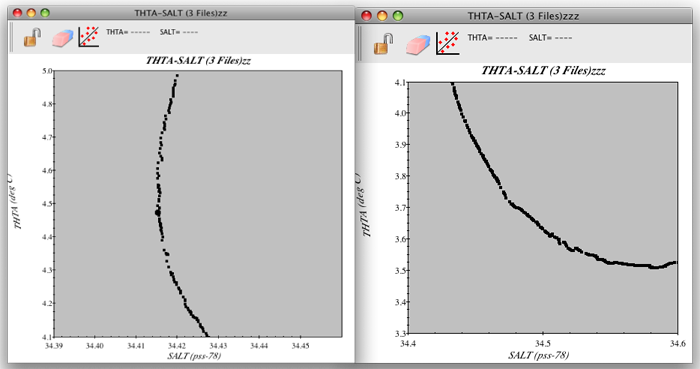 THTA-SALT (3 Files)zz
THTA= ----- SALT= ----
THTA-SALT (3 Files)zz
5.0
4.8
4.7
4.6
4.5
4.4
4.3
4.2
4.1
THTA (deg C)
34.39 34.40 34.41 34.42 34.43 34.44 34.45
SALT (pss-78)
THTA-SALT (3 Files)zzz
THTA= ----- SALT= ----
THTA-SALT (3 Files)zzz
4.1
4.0
3.9
3.8
3.7
3.6
3.5
3.4
3.3
THTA (deg C)
34.4 34.5 34.6
SALT (pss-78)